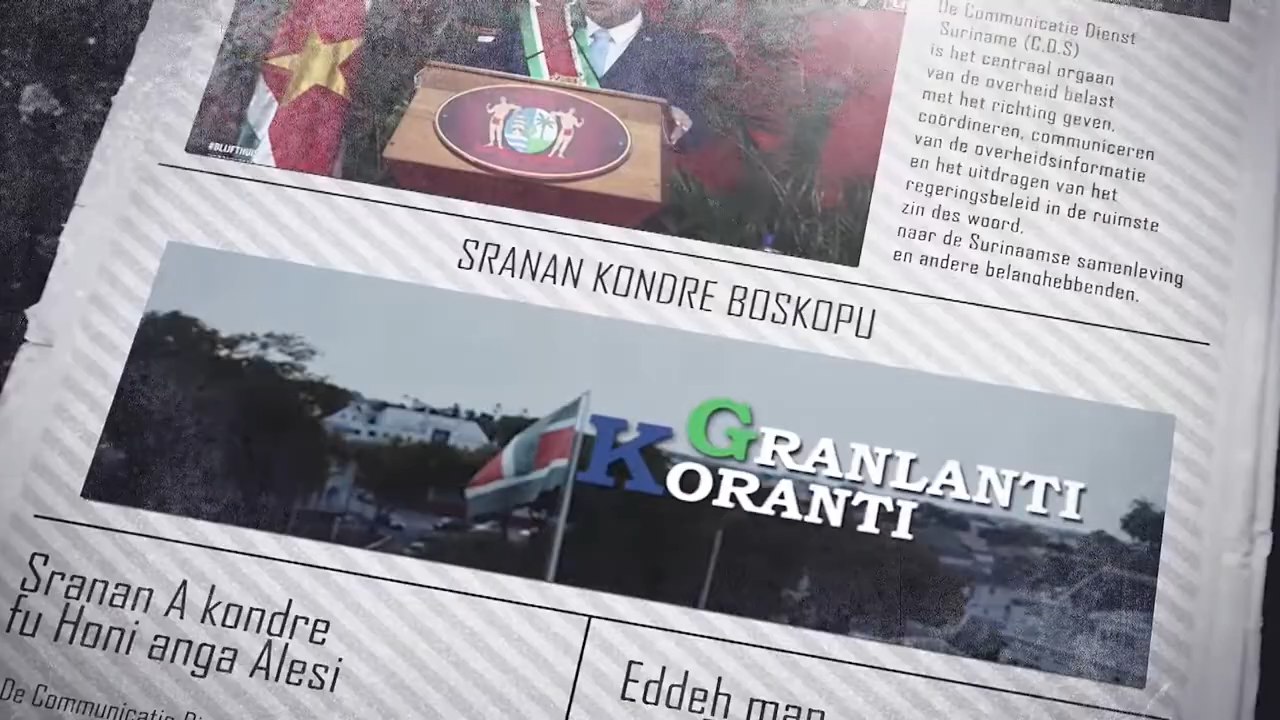 De Communicatie Dienst
Suriname (C.D.S)
is het centraal orgaan
van de overheid belast
met het richting geven,
coördineren, communiceren
van de overheidsinformatie
en het uitdragen van het
regeringsbeleid in de ruimste
zin des woord,
naar de Surinaamse samenleving
en andere belanghebbenden.
SRANAN KONDRE BOSKOPU
GRANLANTI
KORANTI
Sranan A kondre
fu Honi anga Alesi
De Communicatie
Eddeh man